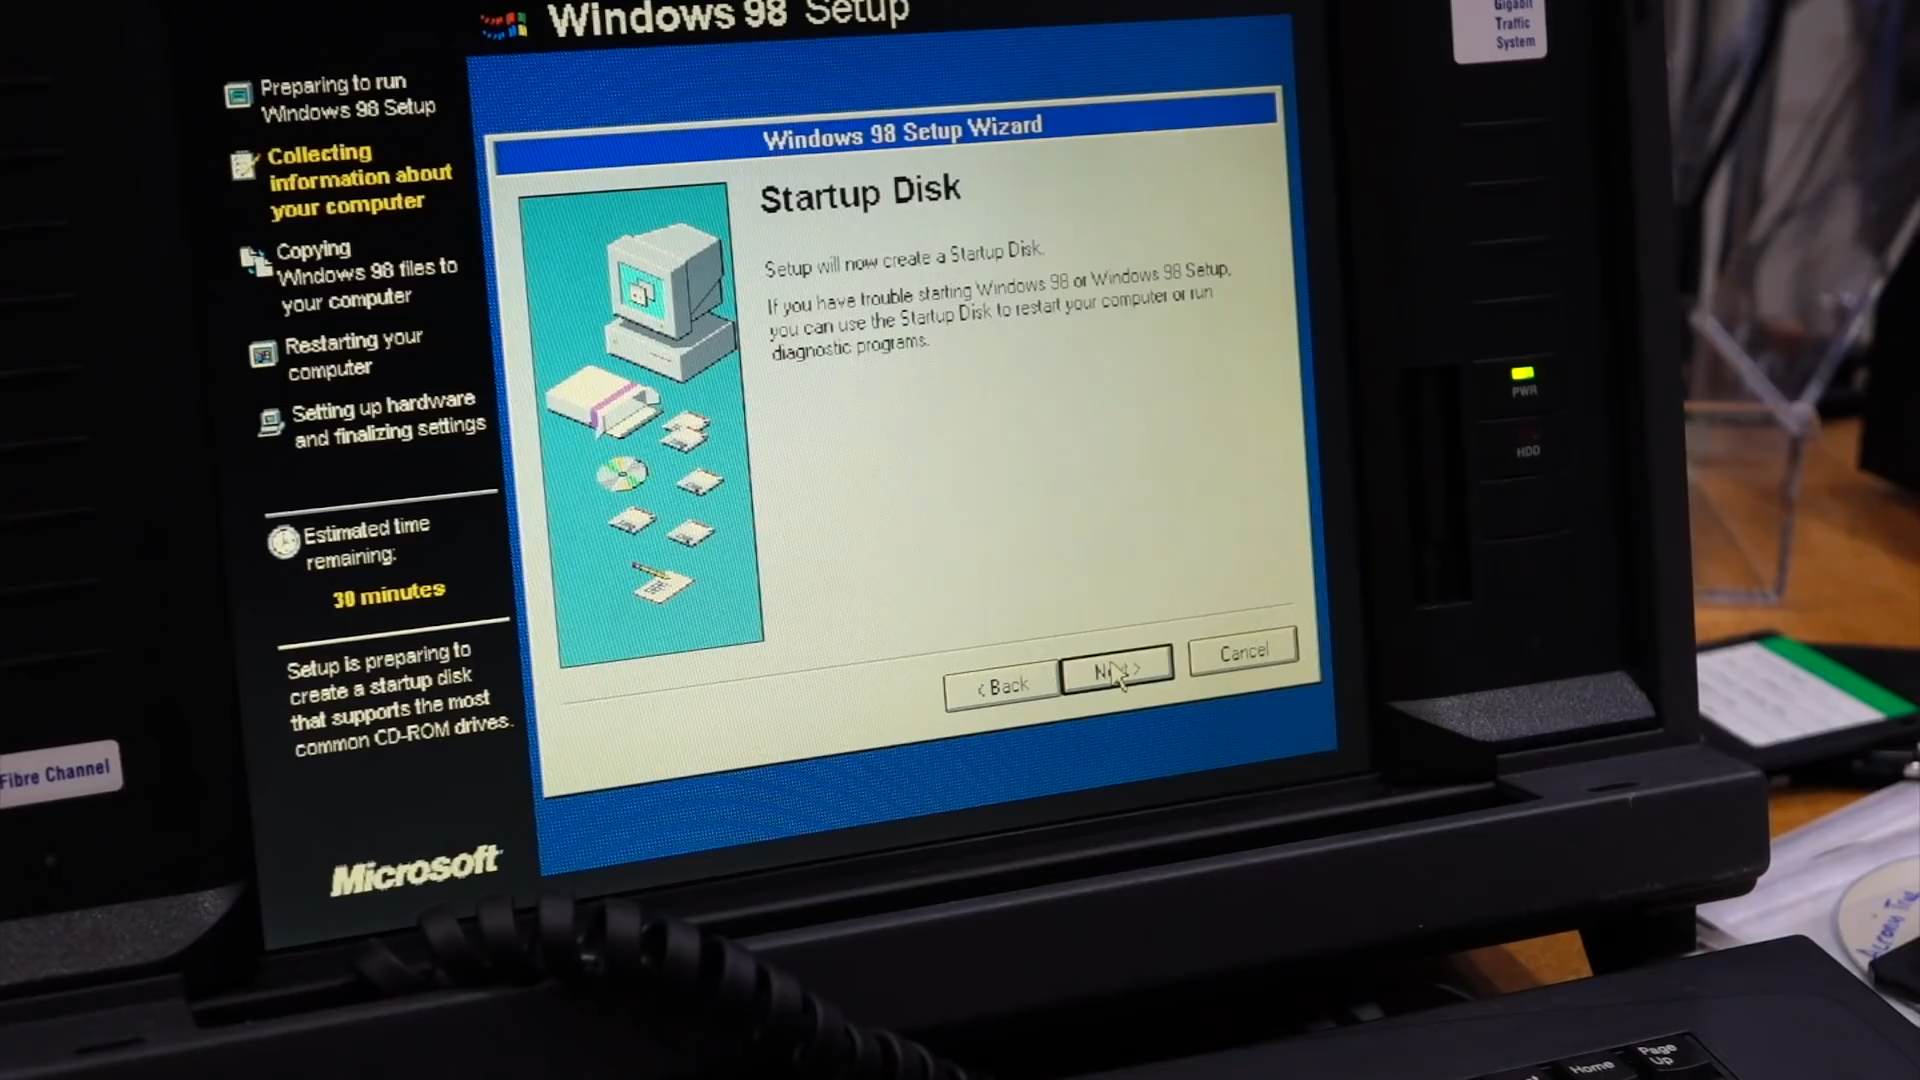 Windows 98 Setup
Preparing to run
Windows 98 Setup
Collecting
information about
your computer
Copying
Windows 98 files to
your computer
Restarting your
computer
Setting up hardware
and finalizing settings
Estimated time
remaining:
30 minutes
Setup is preparing to
create a startup disk
that supports the most
common CD-ROM drives.
Microsoft
Windows 98 Setup Wizard
Startup Disk
Setup will now create a Startup Disk.
If you have trouble starting Windows 98 or Windows 98 Setup,
you can use the Startup Disk to restart your computer or run
diagnostic programs.
< Back
Next >
Cancel
Gigabit
Traffic
System
PWR
HDD
Fibre Channel
Acronis
Home
Page
Up